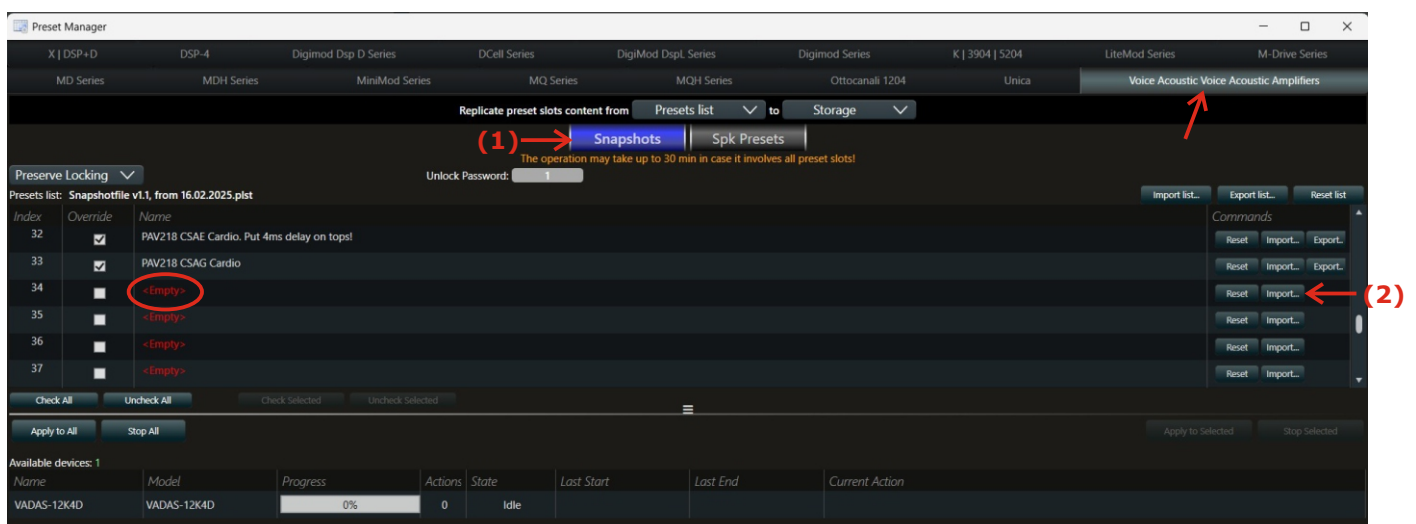 Preset Manager
X | DSP+D DSP-4 Digimod Dsp D Series DCell Series DigiMod DspL Series Digimod Series K | 3904 | 5204 LiteMod Series M-Drive Series
MD Series MDH Series MiniMod Series MQ Series MQH Series Ottocanali 1204 Unica Voice Acoustic Voice Acoustic Amplifiers
Replicate preset slots content from Presets list to Storage
(1) Snapshots Spk Presets
The operation may take up to 30 min in case it involves all preset slots!
Preserve Locking Unlock Password: 1
Presets list: Snapshotfile v1.1, from 16.02.2025.plst Import list... Export list... Reset list
Index Override Name Commands
32 PAV218 CSAE Cardio. Put 4ms delay on tops! Reset Import... Export..
33 PAV218 CSAG Cardio Reset Import... Export..
34 <Empty> Reset Import... (2)
35 <Empty> Reset Import...
36 <Empty> Reset Import...
37 <Empty> Reset Import...
Check All Uncheck All Check Selected Uncheck Selected
Apply to All Stop All Apply to Selected Stop Selected
Available devices: 1
Name Model Progress Actions State Last Start Last End Current Action
VADAS-12K4D VADAS-12K4D 0% 0 Idle